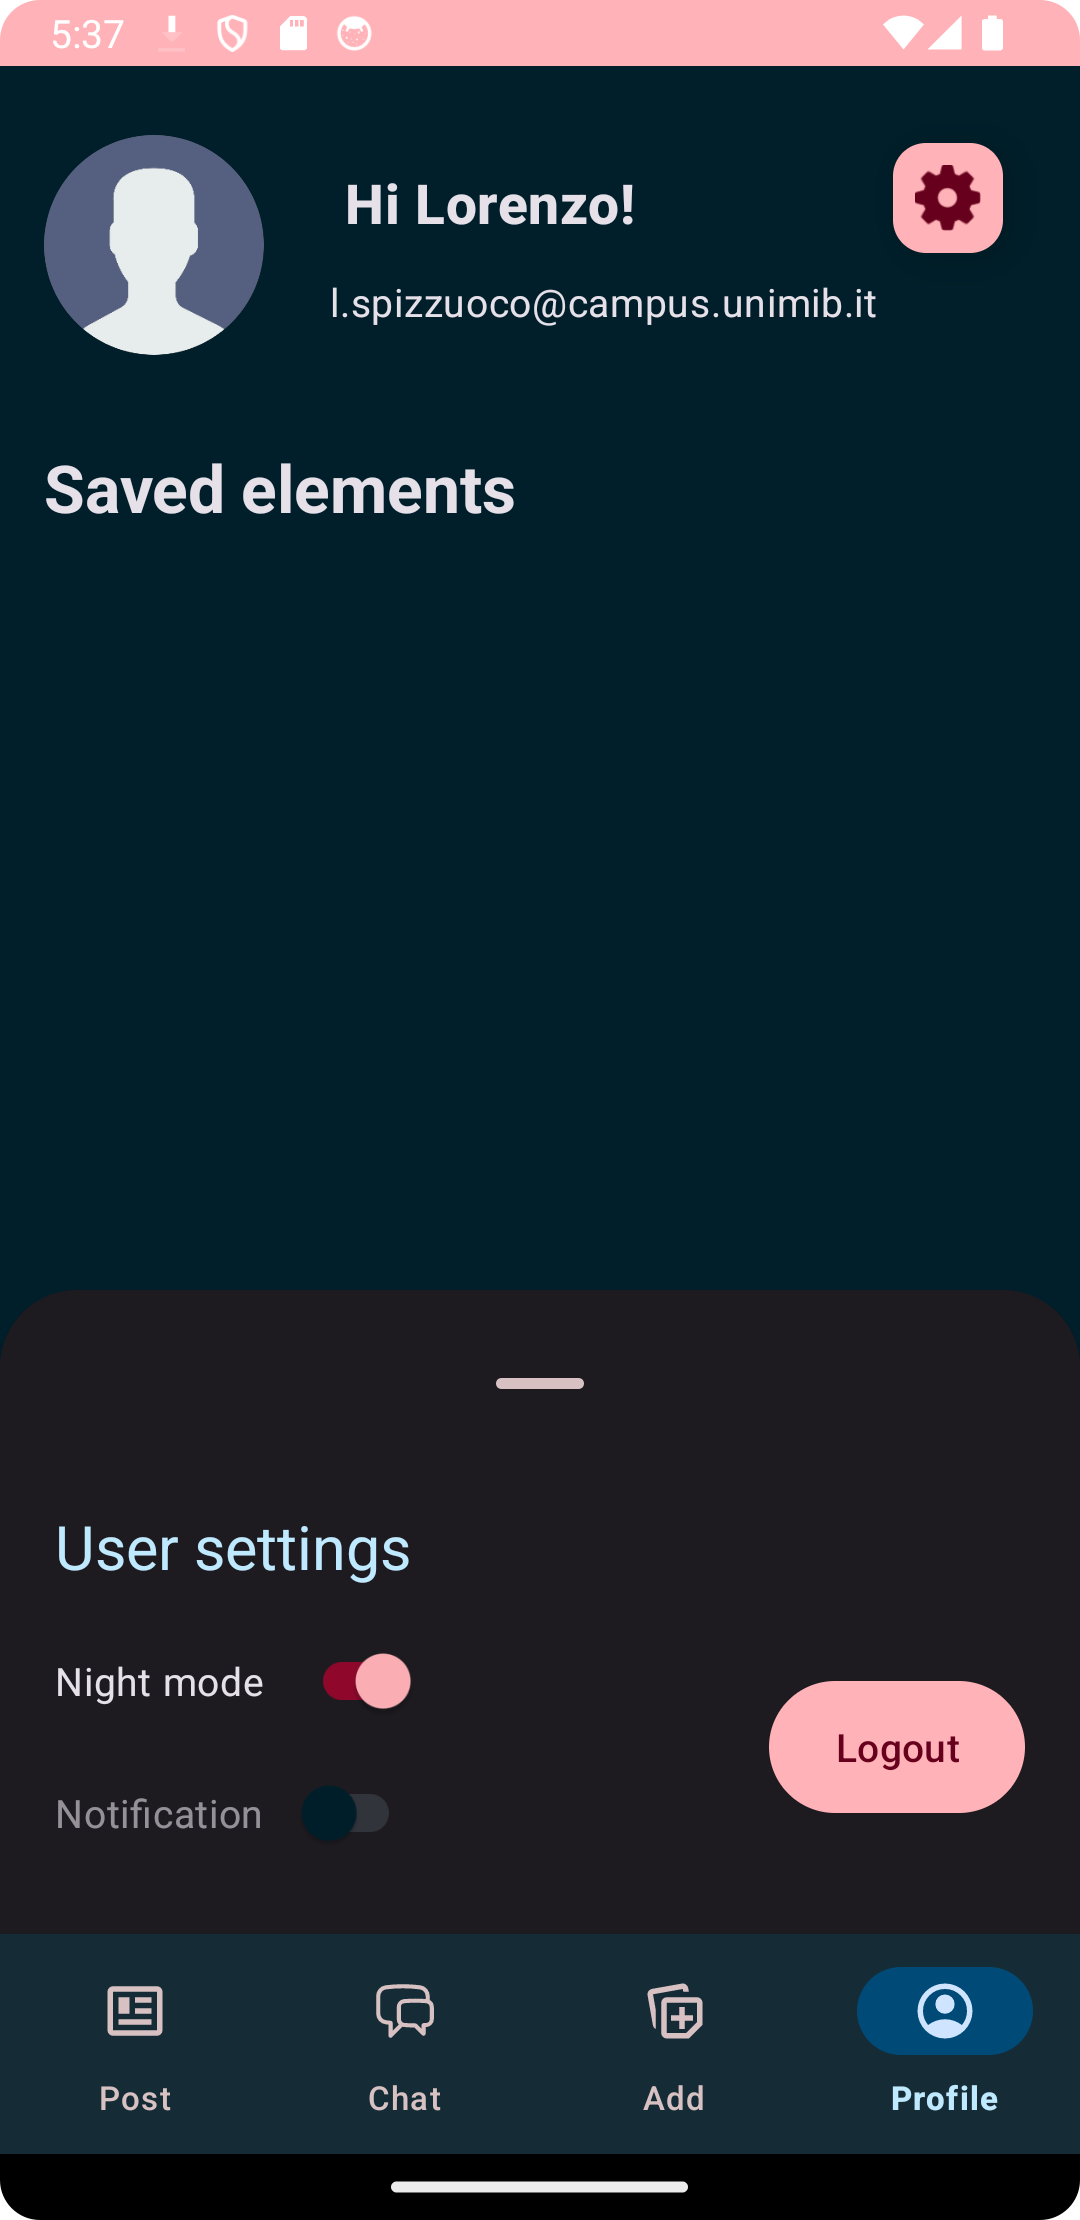 5:37
Hi Lorenzo!
l.spizzuoco@campus.unimib.it
Saved elements
User settings
Night mode
Logout
Notification
Post
Chat
Add
Profile